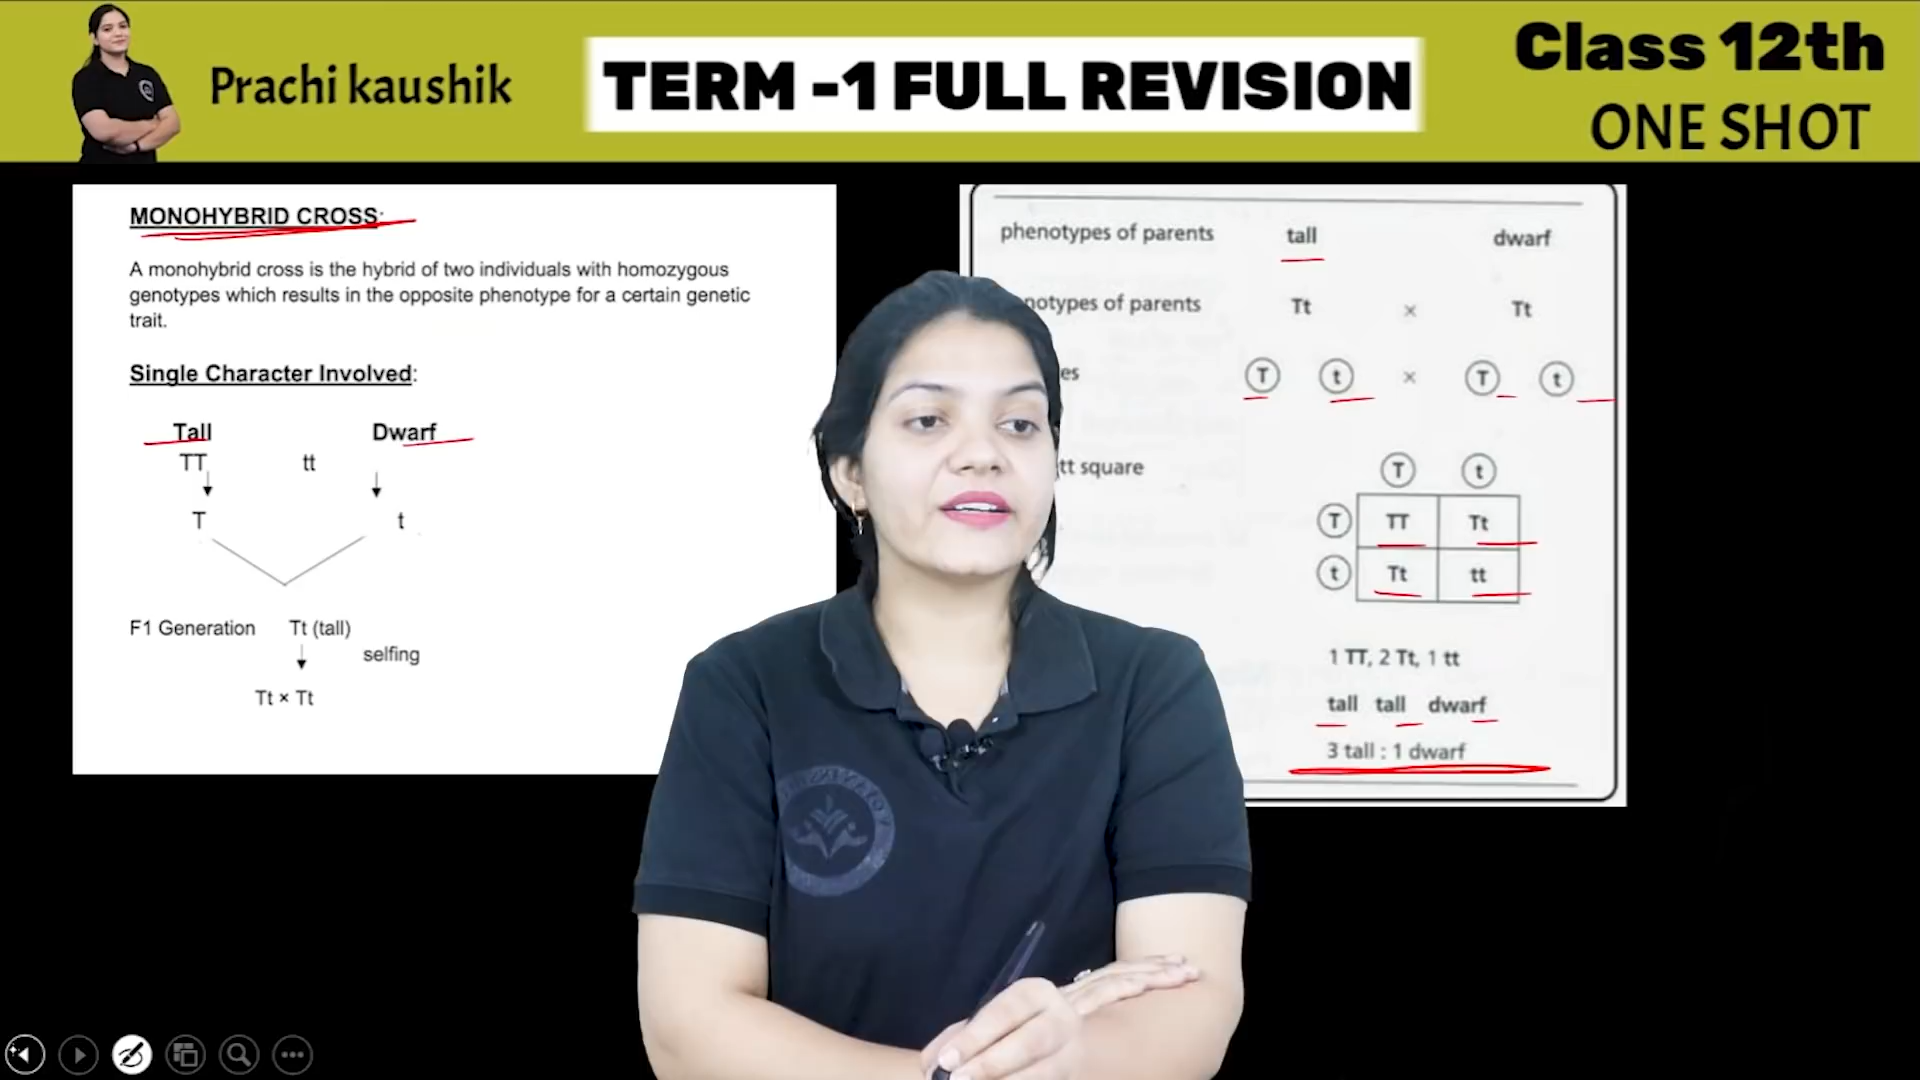 Prachi kaushik
TERM -1 FULL REVISION
Class 12th
ONE SHOT
MONOHYBRID CROSS:
A monohybrid cross is the hybrid of two individuals with homozygous
genotypes which results in the opposite phenotype for a certain genetic
trait.
Single Character Involved:
Tall Dwarf
TT tt
T t
F1 Generation Tt (tall)
selfing
Tt × Tt
phenotypes of parents tall dwarf
notypes of parents Tt × Tt
es T t × T t
tt square
T t
T TT Tt
t Tt tt
1 TT, 2 Tt, 1 tt
tall tall dwarf
3 tall : 1 dwarf